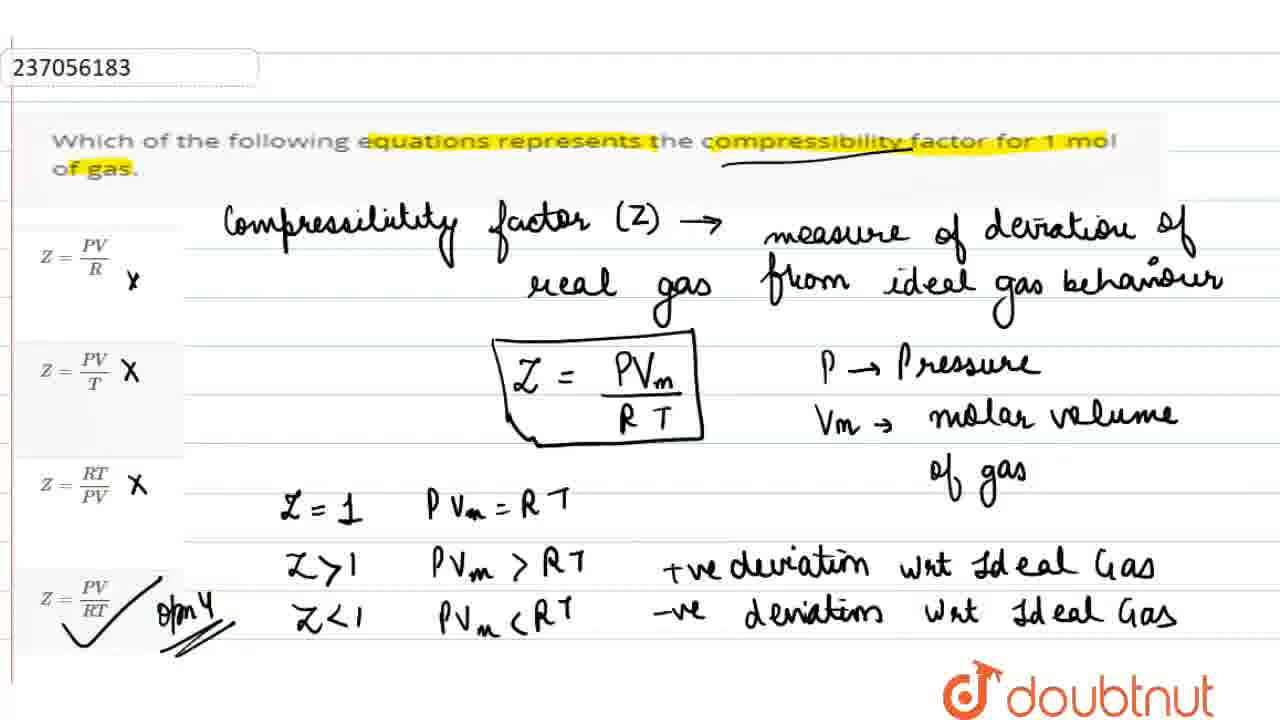 237056183
Which of the following equations represents the compressibility factor for 1 mol
of gas.
Compressilility factor (Z) → measure of deviation of
real gas from ideal gas behaviour
Z = PV/R ×
Z = PV/T ×
Z = RT/PV ×
Z = PV/RT
Opn 4
Z = PVm/RT
P → Pressure
Vm → molar volume
of gas
Z = 1 PVm = RT
Z > 1 PVm > RT +ve deviation wrt Ideal Gas
Z < 1 PVm < RT -ve deviation wrt Ideal Gas
doubtnut